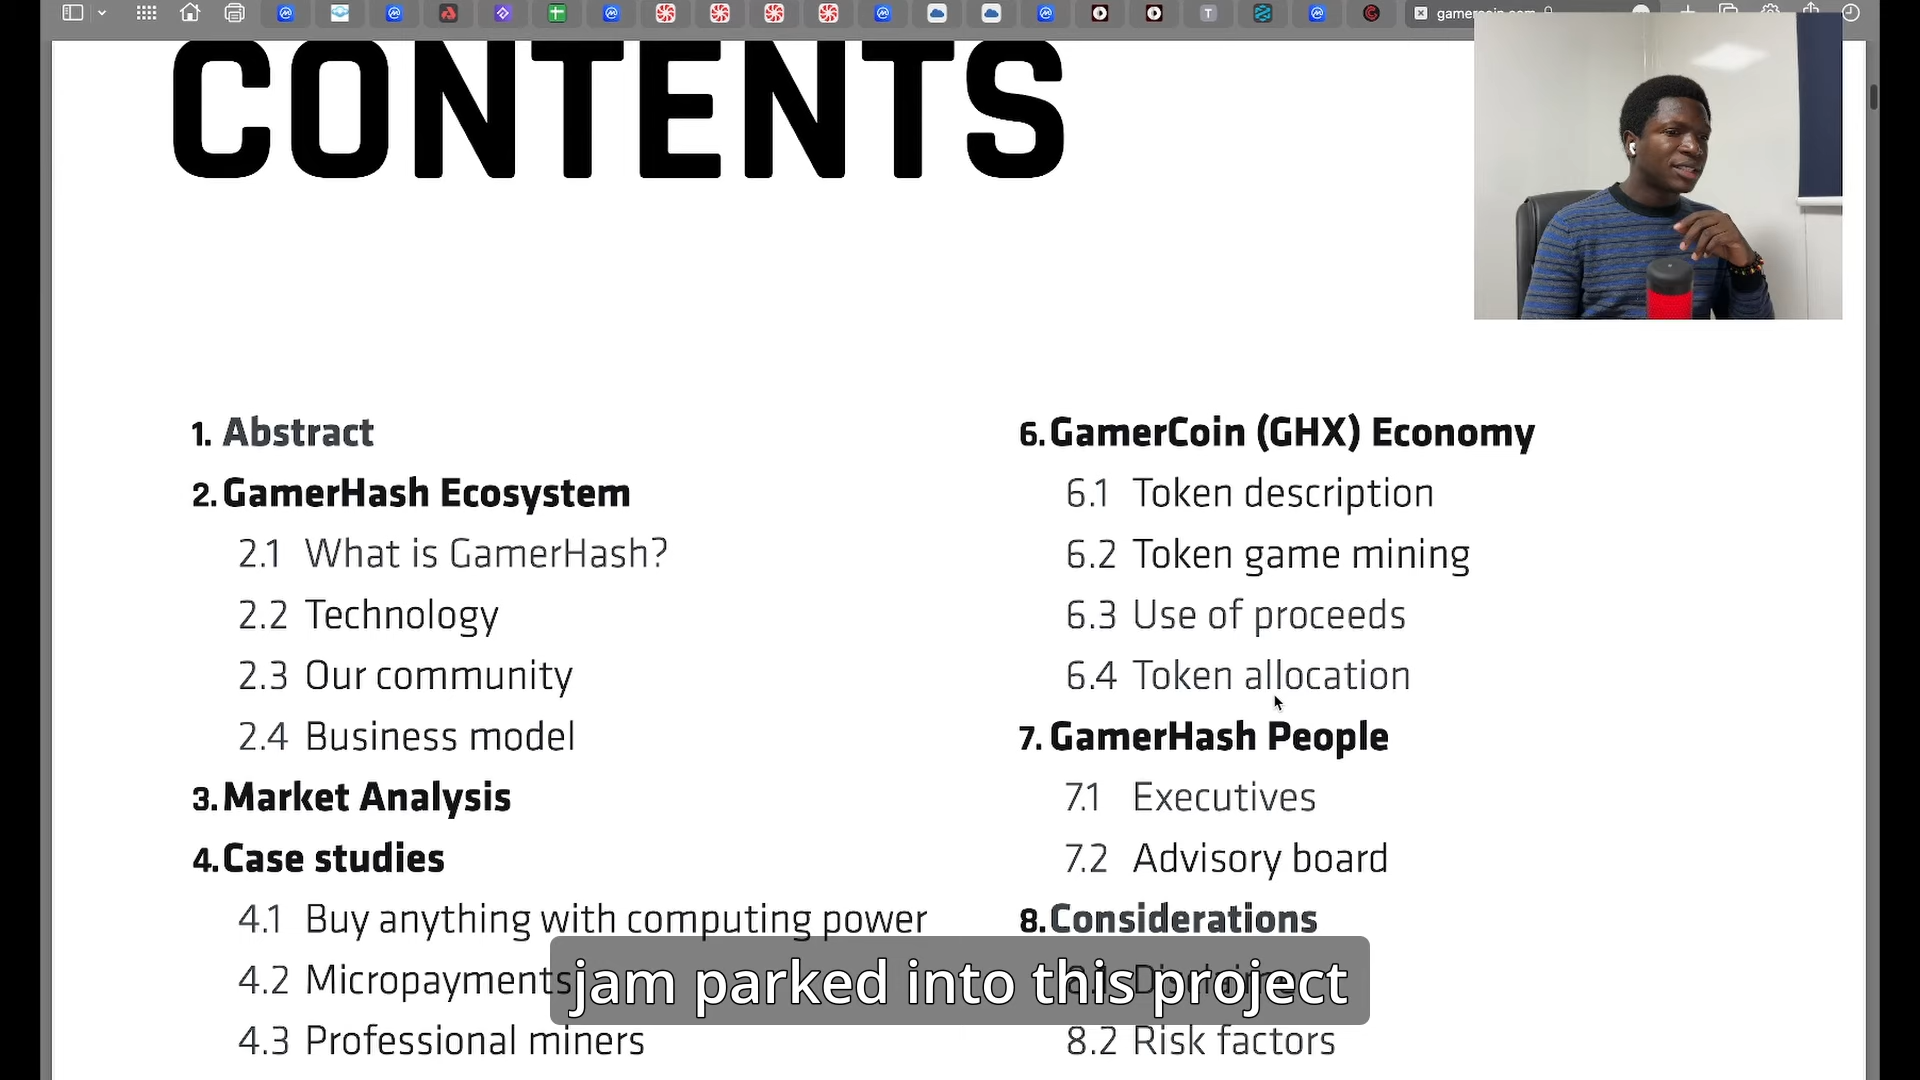 gamercoin.com
CONTENTS
1. Abstract
2. GamerHash Ecosystem
2.1 What is GamerHash?
2.2 Technology
2.3 Our community
2.4 Business model
3. Market Analysis
4. Case studies
4.1 Buy anything with computing power
4.2 Micropayments
4.3 Professional miners
6. GamerCoin (GHX) Economy
6.1 Token description
6.2 Token game mining
6.3 Use of proceeds
6.4 Token allocation
7. GamerHash People
7.1 Executives
7.2 Advisory board
8. Considerations
8.2 Risk factors
jam parked into this project